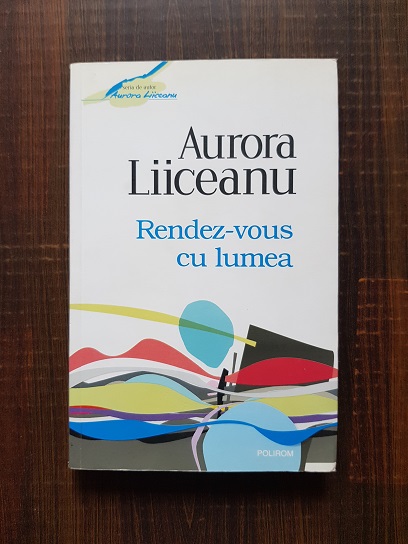 seria de autor
Aurora Liiceanu
Aurora
Liiceanu
Rendez-vous
cu lumea
POLIROM